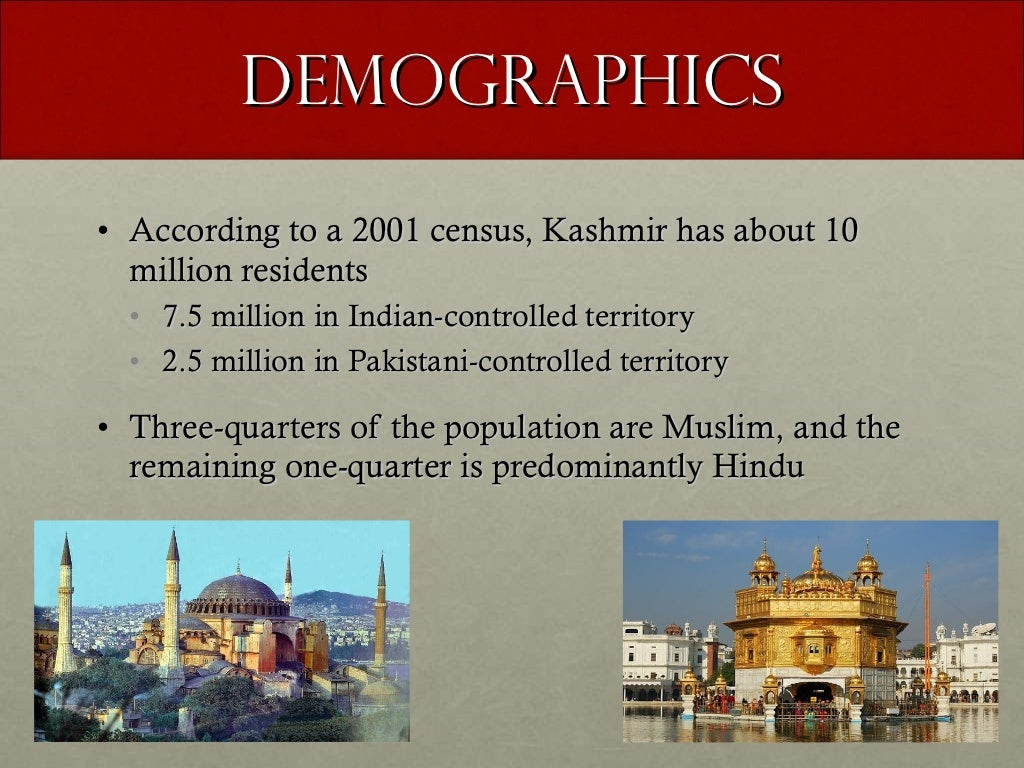 DEMOGRAPHICS
• According to a 2001 census, Kashmir has about 10
million residents
• 7.5 million in Indian-controlled territory
• 2.5 million in Pakistani-controlled territory
• Three-quarters of the population are Muslim, and the
remaining one-quarter is predominantly Hindu